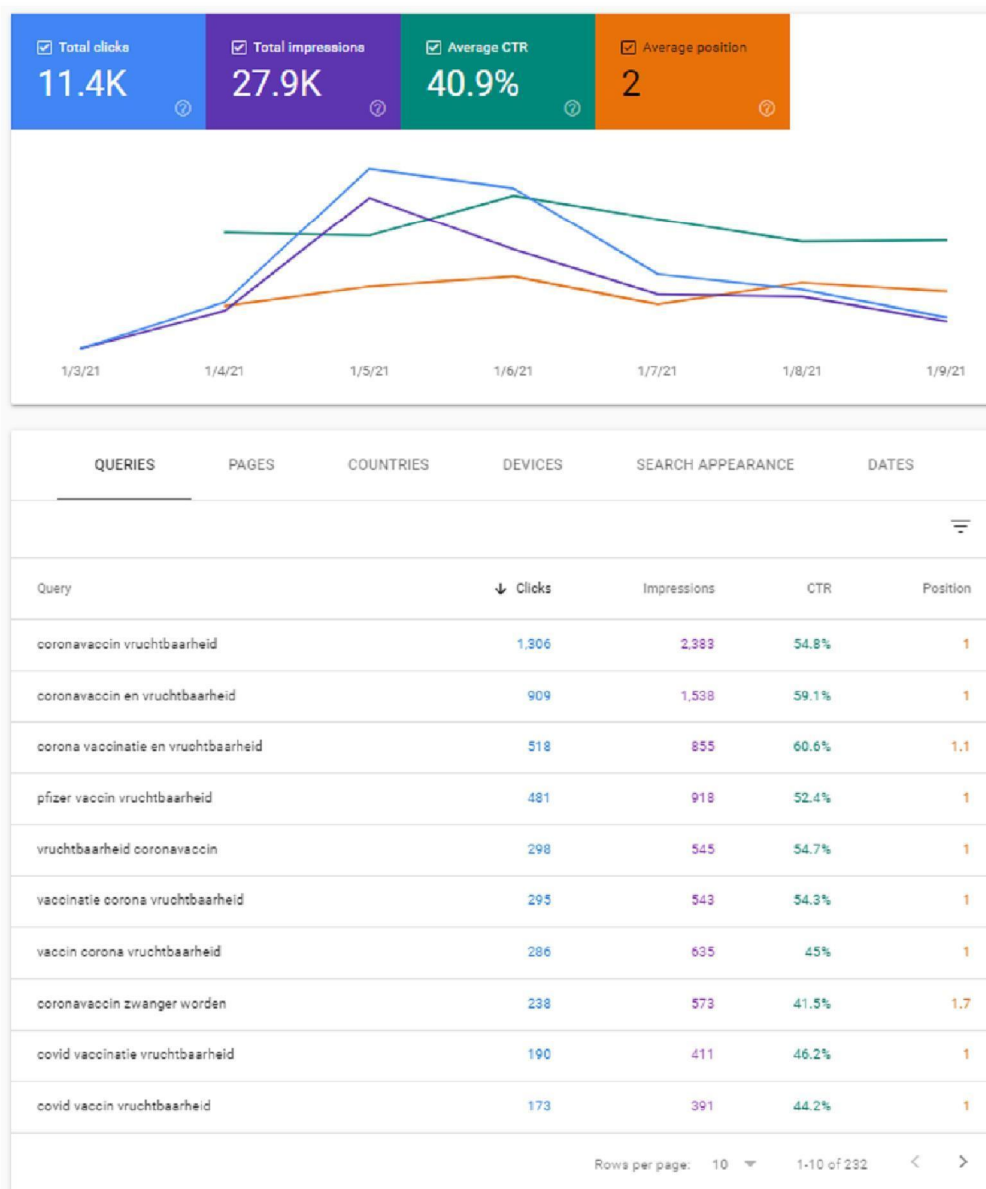 Total clicks Total impressions Average CTR Average position
11.4K 27.9K 40.9% 2
1/3/21 1/4/21 1/5/21 1/6/21 1/7/21 1/8/21 1/9/21
QUERIES PAGES COUNTRIES DEVICES SEARCH APPEARANCE DATES
Query Clicks Impressions CTR Position
coronavaccin vruchtbaarheid 1,306 2,383 54.8% 1
coronavaccin en vruchtbaarheid 909 1,538 59.1% 1
corona vaccinatie en vruchtbaarheid 518 855 60.6% 1.1
pfizer vaccin vruchtbaarheid 481 918 52.4% 1
vruchtbaarheid coronavaccin 298 545 54.7% 1
vaccinatie corona vruchtbaarheid 295 543 54.3% 1
vaccin corona vruchtbaarheid 286 635 45% 1
coronavaccin zwanger worden 238 573 41.5% 1.7
covid vaccinatie vruchtbaarheid 190 411 46.2% 1
covid vaccin vruchtbaarheid 173 391 44.2% 1
Rows per page: 10 1-10 of 232